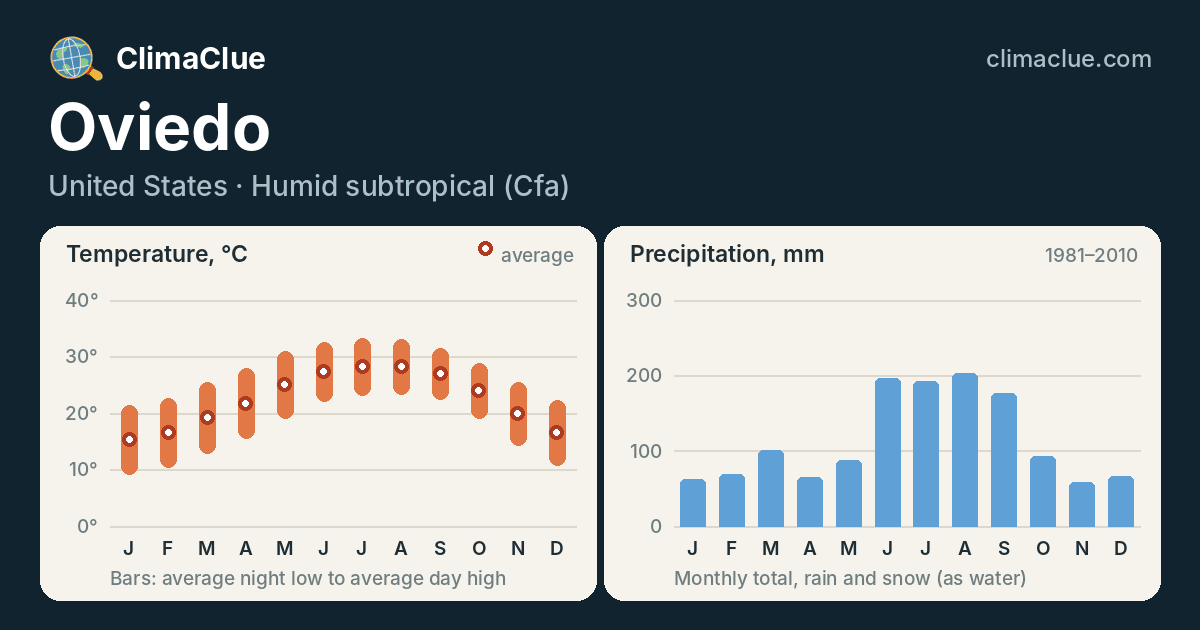 ClimaClue
climaclue.com
Oviedo
United States · Humid subtropical (Cfa)
Temperature, °C
average
40°
30°
20°
10°
0°
J F M A M J J A S O N D
Bars: average night low to average day high
Precipitation, mm
1981–2010
300
200
100
0
J F M A M J J A S O N D
Monthly total, rain and snow (as water)